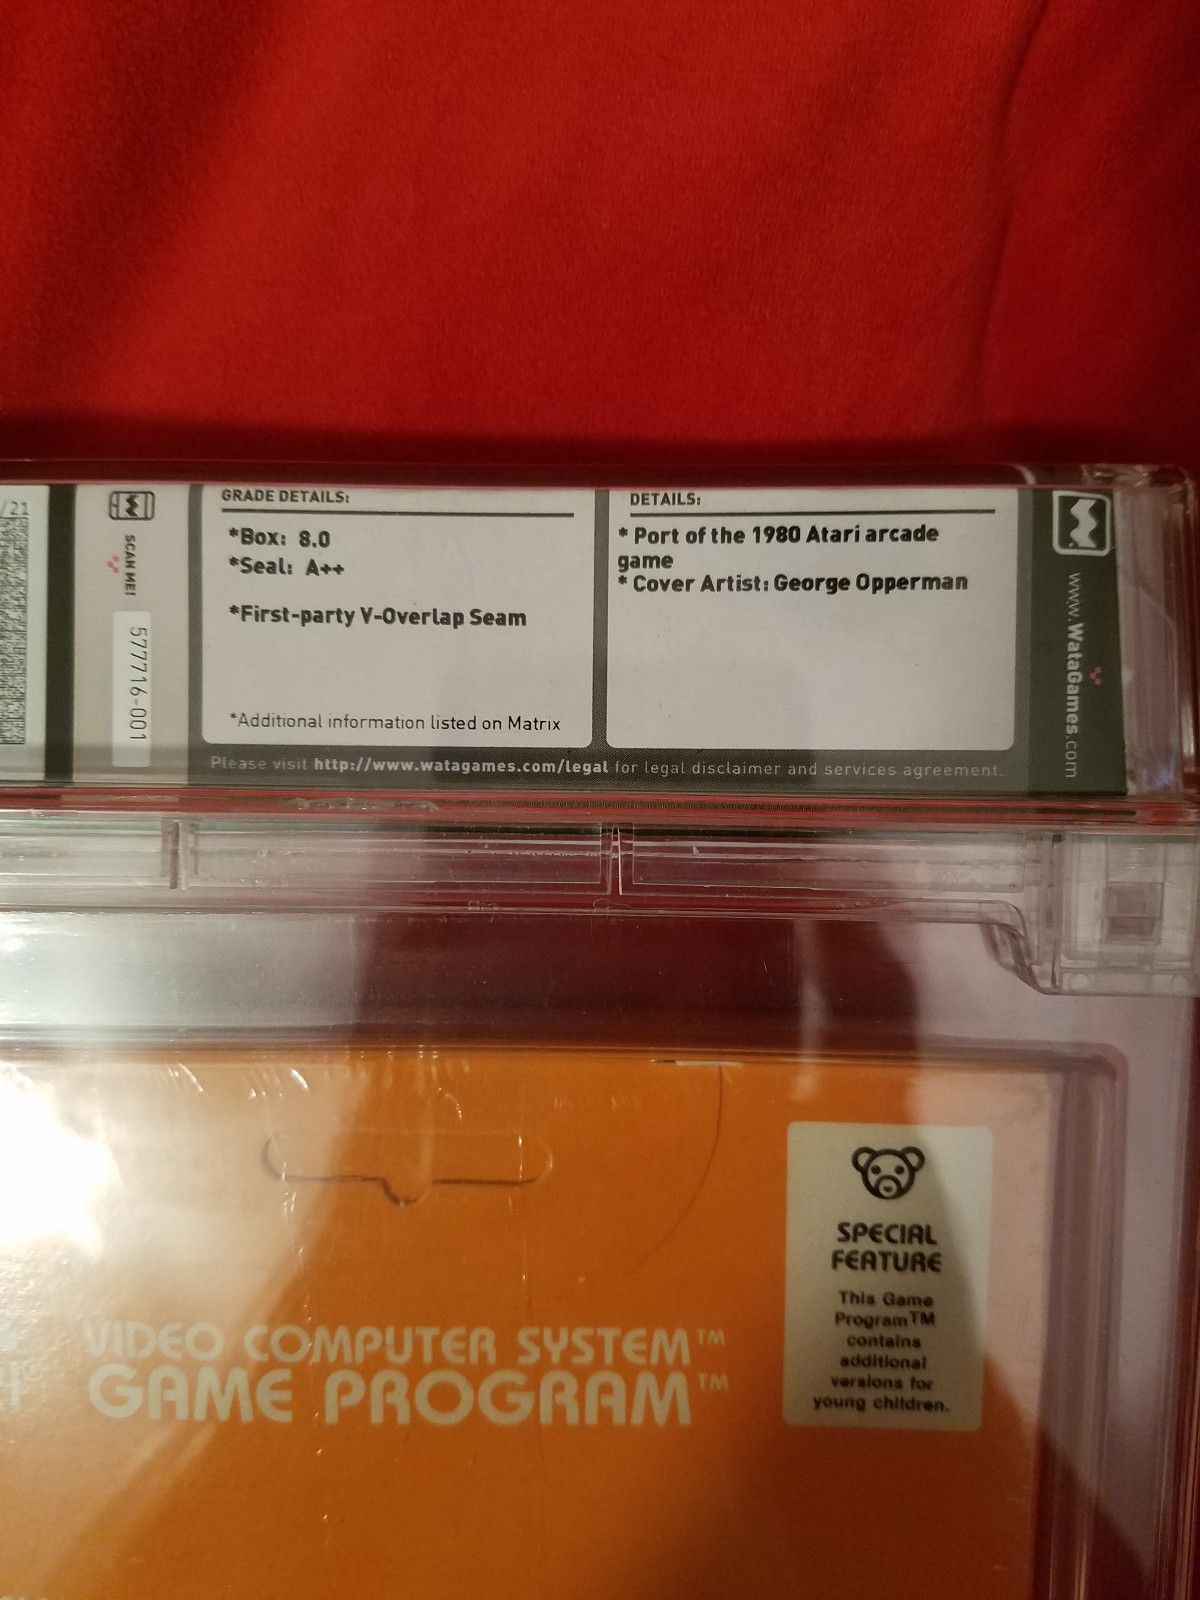 /21
SCAN ME!
577716-001
GRADE DETAILS:
*Box: 8.0
*Seal: A++
*First-party V-Overlap Seam
*Additional information listed on Matrix
DETAILS:
* Port of the 1980 Atari arcade
game
* Cover Artist: George Opperman
www.WataGames.com
Please visit http://www.watagames.com/legal for legal disclaimer and services agreement.
SPECIAL
FEATURE
This Game
Program™
contains
additional
versions for
young children.
VIDEO COMPUTER SYSTEM™
GAME PROGRAM™